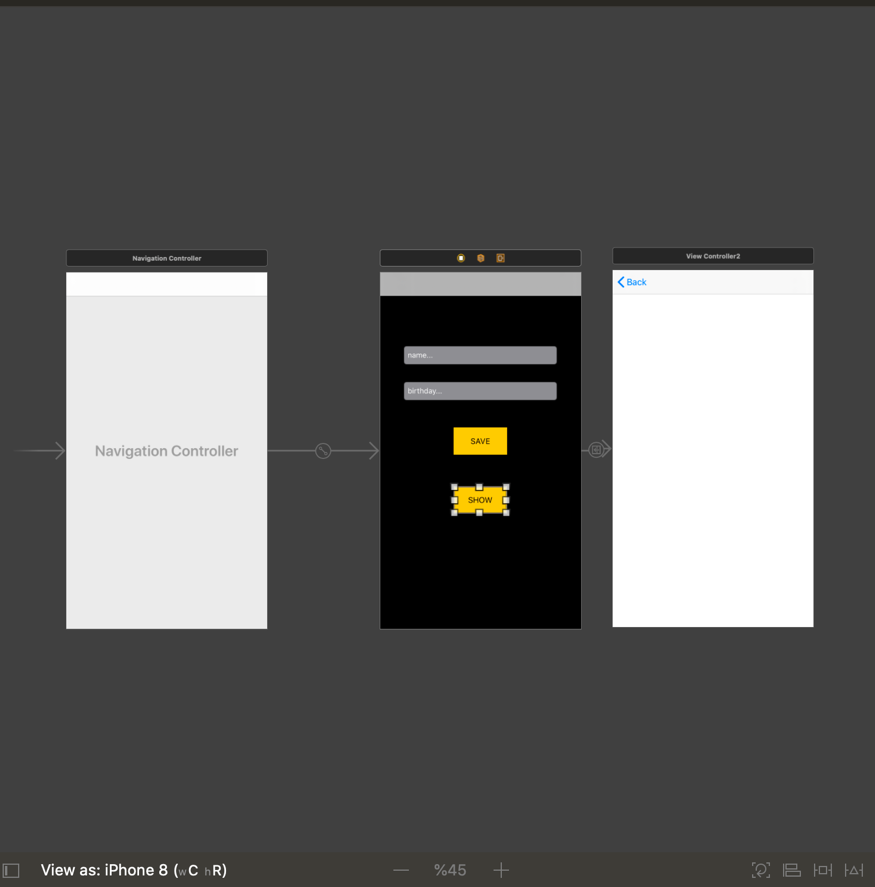 Navigation Controller
View Controller2
Back
name...
birthday...
SAVE
Navigation Controller
SHOW
View as: iPhone 8 (wC hR)
%45